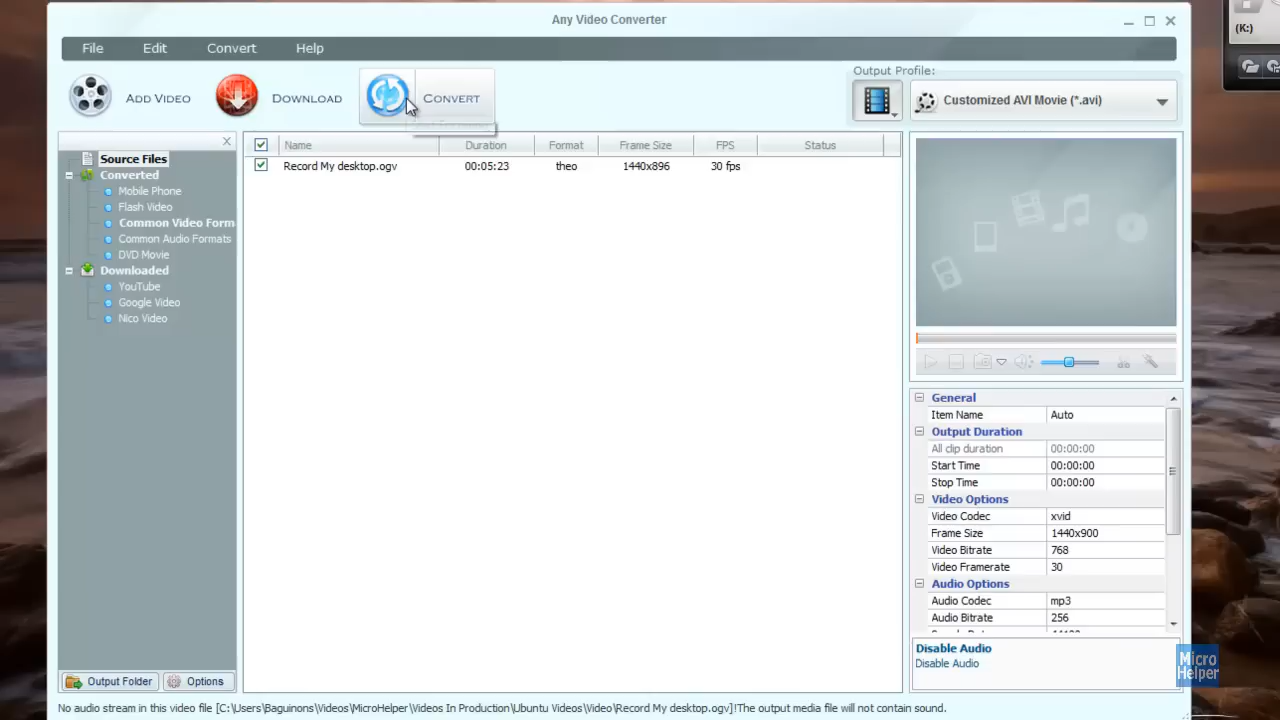 Any Video Converter
(K:)
File Edit Convert Help
Output Profile:
ADD VIDEO DOWNLOAD CONVERT
Customized AVI Movie (*.avi)
Name Duration Format Frame Size FPS Status
Record My desktop.ogv 00:05:23 theo 1440x896 30 fps
Source Files
Converted
Mobile Phone
Flash Video
Common Video Form
Common Audio Formats
DVD Movie
Downloaded
YouTube
Google Video
Nico Video
General
Item Name Auto
Output Duration
All clip duration 00:00:00
Start Time 00:00:00
Stop Time 00:00:00
Video Options
Video Codec xvid
Frame Size 1440x900
Video Bitrate 768
Video Framerate 30
Audio Options
Audio Codec mp3
Audio Bitrate 256
Disable Audio
Disable Audio
Micro
Helper
Output Folder Options
No audio stream in this video file [C:\Users\Baguinons\Videos\MicroHelper\Videos In Production\Ubuntu Videos\Video\Record My desktop.ogv]!The output media file will not contain sound.